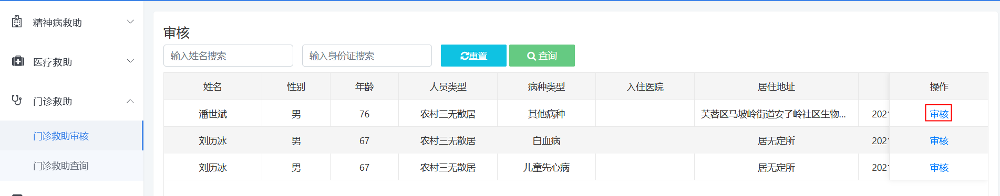 精神病救助
医疗救助
门诊救助
门诊救助审核
门诊救助查询
审核
输入姓名搜索 输入身份证搜索 重置 查询
姓名 性别 年龄 人员类型 病种类型 入住医院 居住地址 操作
潘世斌 男 76 农村三无散居 其他病种 芙蓉区马坡岭街道安子岭社区生物... 2021 审核
刘历冰 男 67 农村三无散居 白血病 居无定所 2021 审核
刘历冰 男 67 农村三无散居 儿童先心病 居无定所 2021 审核